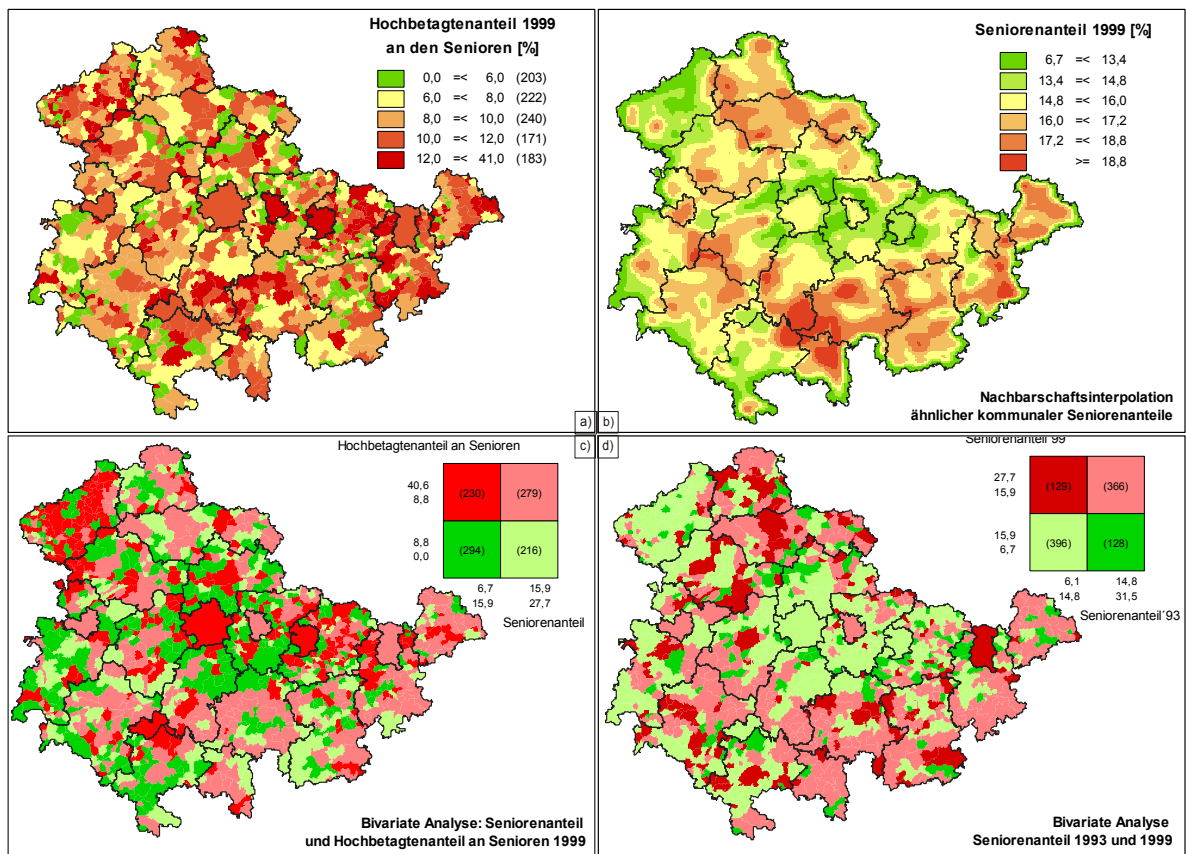 Hochbetagtenanteil 1999
an den Senioren [%]
0,0 =< 6,0 (203)
6,0 =< 8,0 (222)
8,0 =< 10,0 (240)
10,0 =< 12,0 (171)
12,0 =< 41,0 (183)
a)
Seniorenanteil 1999 [%]
6,7 =< 13,4
13,4 =< 14,8
14,8 =< 16,0
16,0 =< 17,2
17,2 =< 18,8
>= 18,8
Nachbarschaftsinterpolation
ähnlicher kommunaler Seniorenanteile
b)
c)
Hochbetagtenanteil an Senioren
40,6
8,8
(230) (279)
8,8
0,0
(294) (216)
6,7 15,9
15,9 27,7
Seniorenanteil
Bivariate Analyse: Seniorenanteil
und Hochbetagtenanteil an Senioren 1999
d)
Seniorenanteil 99
27,7
15,9
(129) (366)
15,9
6,7
(396) (128)
6,1 14,8
14,8 31,5
Seniorenanteil´93
Bivariate Analyse
Seniorenanteil 1993 und 1999